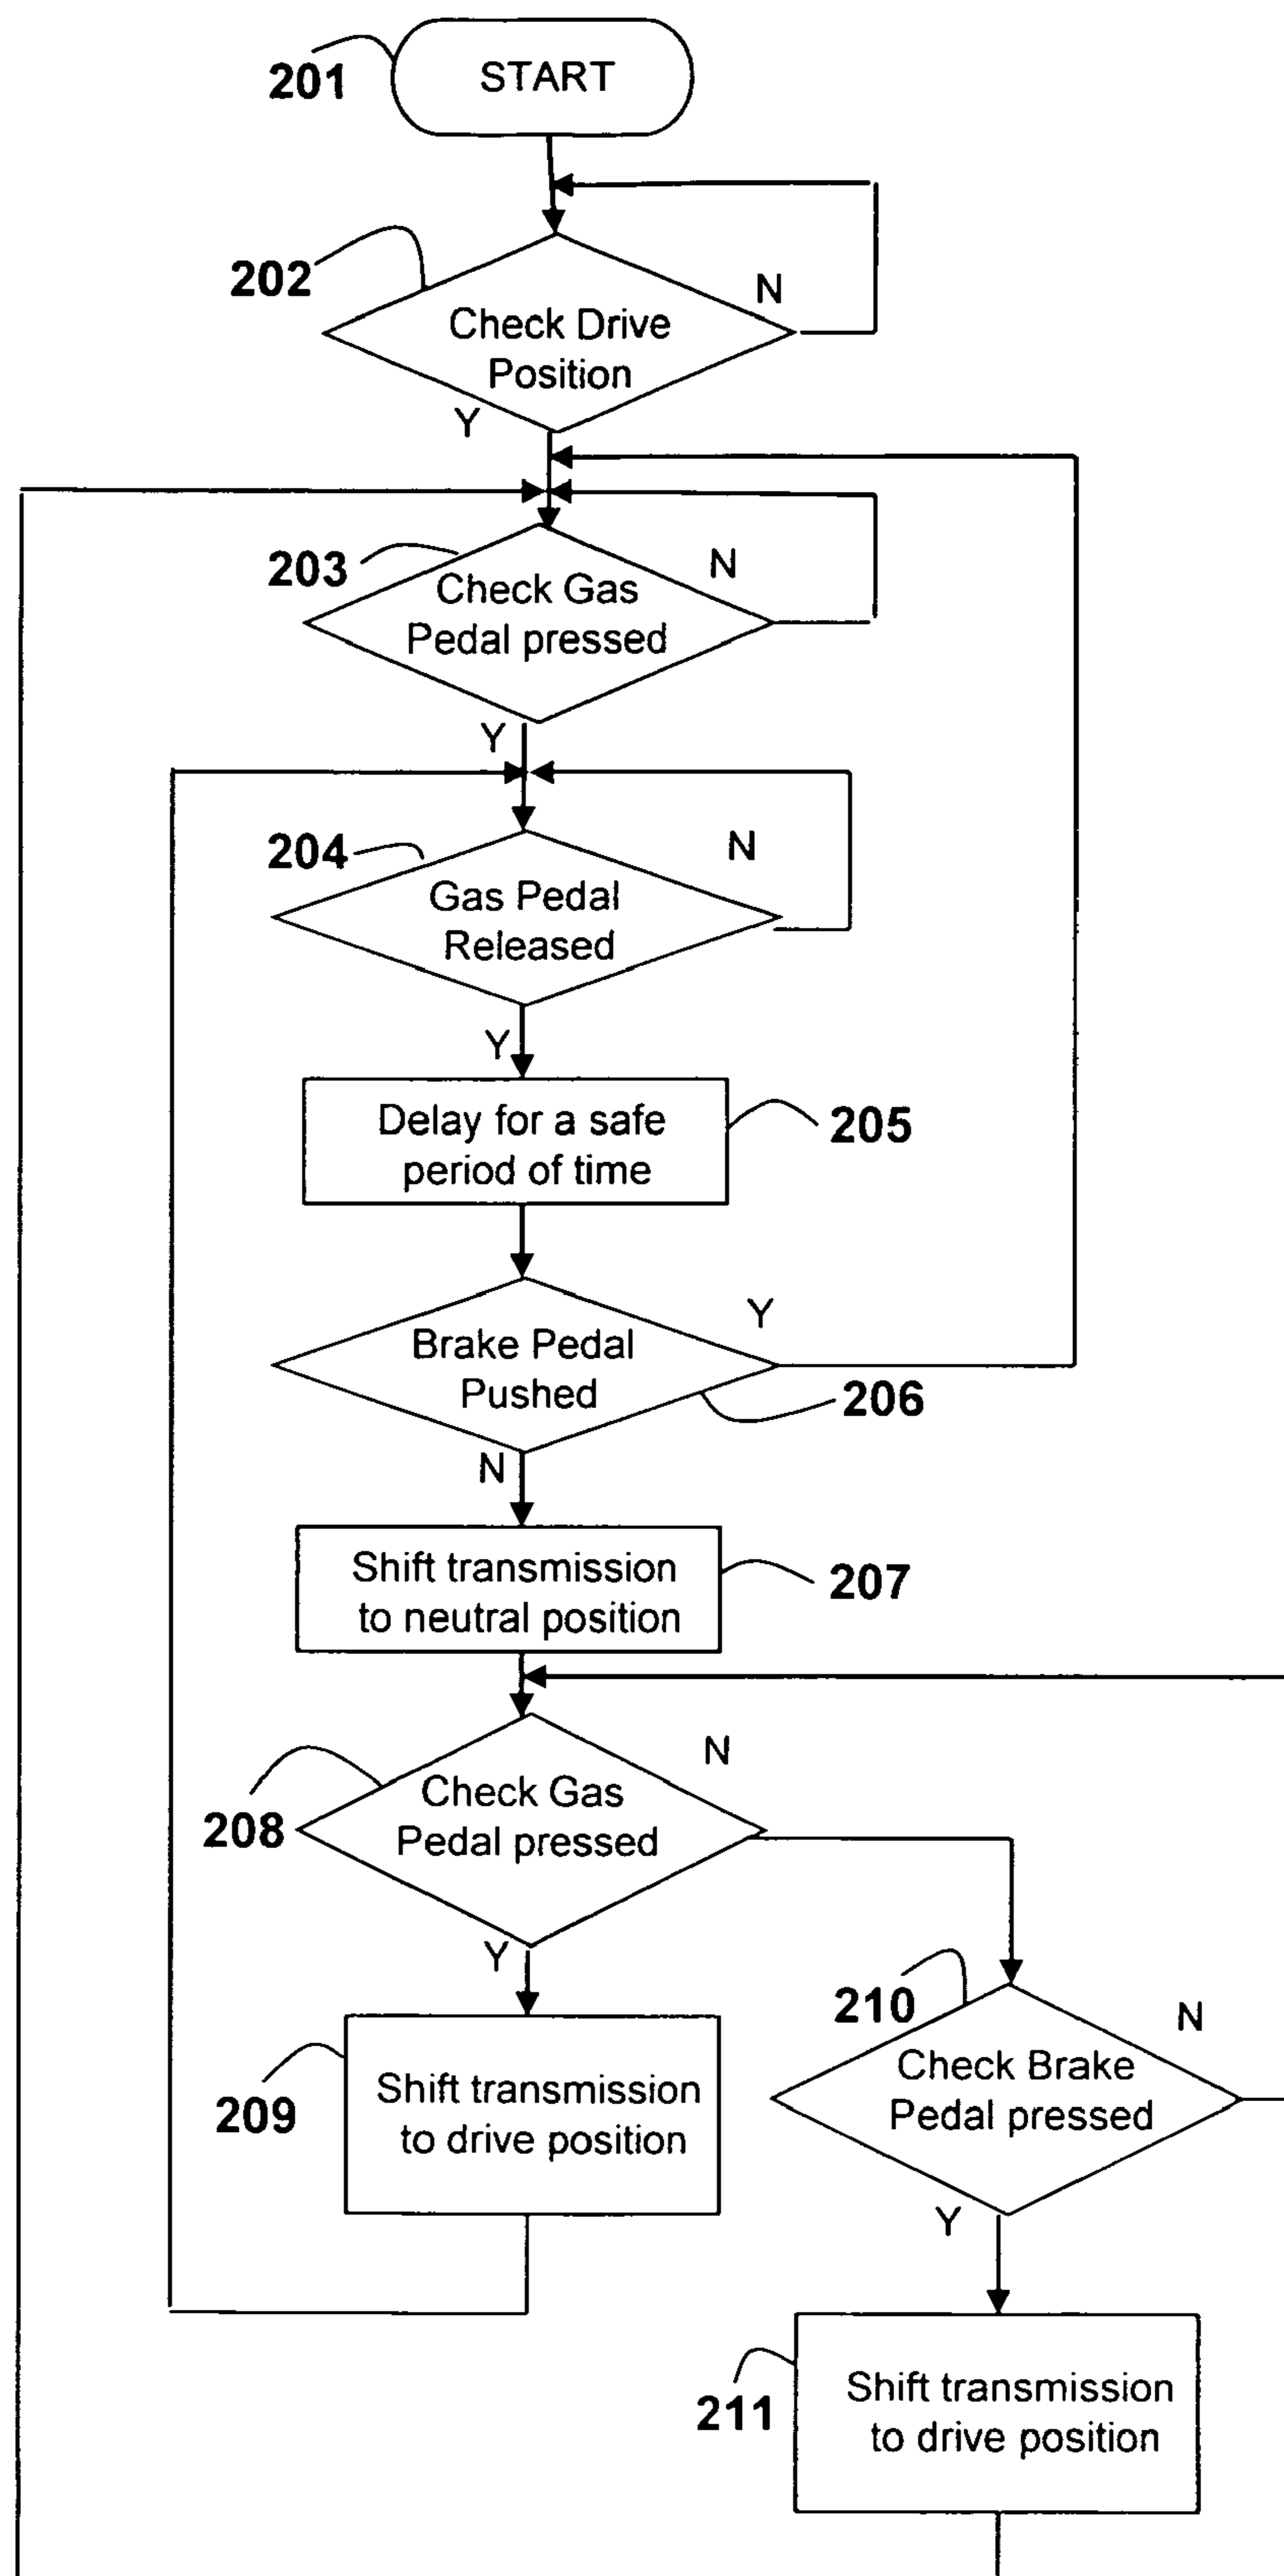 START
201
202
N
Check Drive
Position
Y
203
N
Check Gas
Pedal pressed
Y
204
N
Gas Pedal
Released
Y
Delay for a safe
period of time
205
Y
Brake Pedal
Pushed
206
N
Shift transmission
to neutral position
207
N
Check Gas
Pedal pressed
208
Y
210
N
Check Brake
Pedal pressed
Shift transmission
to drive position
209
Y
Shift transmission
to drive position
211